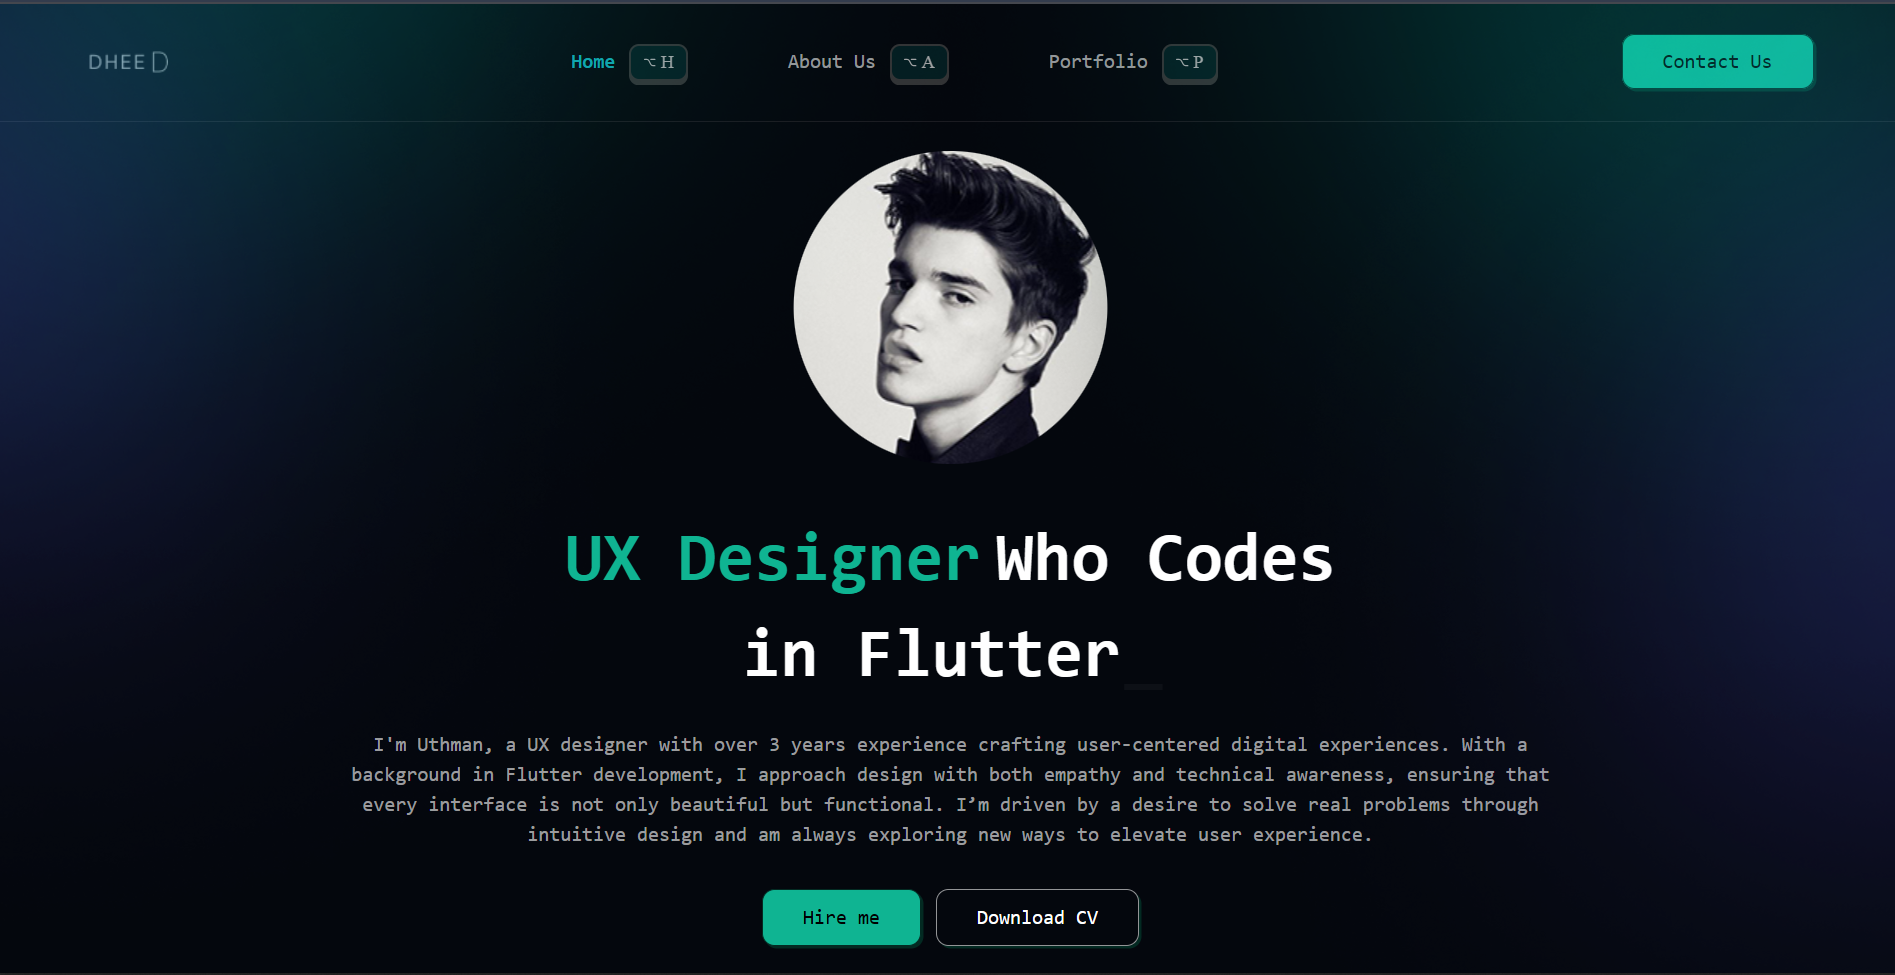 DHEE D
Home ⌥ H About Us ⌥ A Portfolio ⌥ P Contact Us
UX Designer Who Codes
in Flutter_
I'm Uthman, a UX designer with over 3 years experience crafting user-centered digital experiences. With a
background in Flutter development, I approach design with both empathy and technical awareness, ensuring that
every interface is not only beautiful but functional. I’m driven by a desire to solve real problems through
intuitive design and am always exploring new ways to elevate user experience.
Hire me Download CV